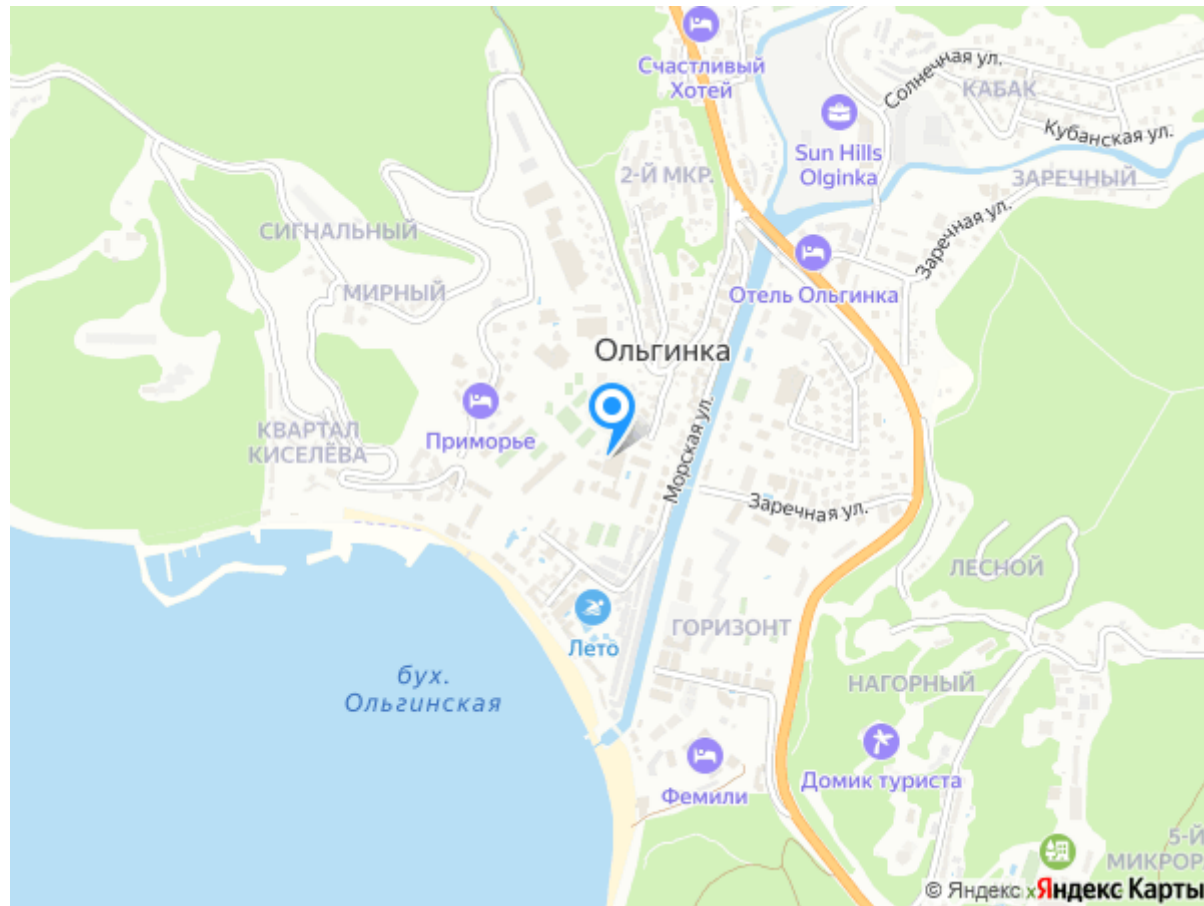 Счастливый
Хотей
Солнечная ул.
КАБАК
Кубанская ул.
Sun Hills
Olginka
2-Й МКР.
ЗАРЕЧНЫЙ
Заречная ул.
СИГНАЛЬНЫЙ
МИРНЫЙ
Отель Ольгинка
Ольгинка
КВАРТАЛ
КИСЕЛЁВА
Приморье
Морская ул.
Заречная ул.
ЛЕСНОЙ
Лето
ГОРИЗОНТ
бух.
Ольгинская
НАГОРНЫЙ
Домик туриста
Фемили
5-Й
МИКРОР
© Яндекс Яндекс Карты